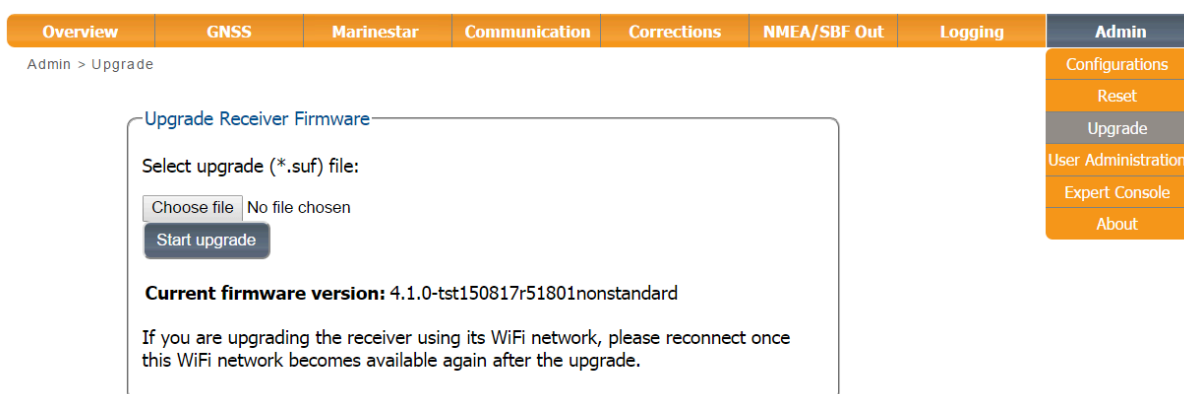 Overview GNSS Marinestar Communication Corrections NMEA/SBF Out Logging Admin
Admin > Upgrade
Configurations
Reset
Upgrade
User Administration
Expert Console
About
Upgrade Receiver Firmware
Select upgrade (*.suf) file:
Choose file No file chosen
Start upgrade
Current firmware version: 4.1.0-tst150817r51801nonstandard
If you are upgrading the receiver using its WiFi network, please reconnect once
this WiFi network becomes available again after the upgrade.